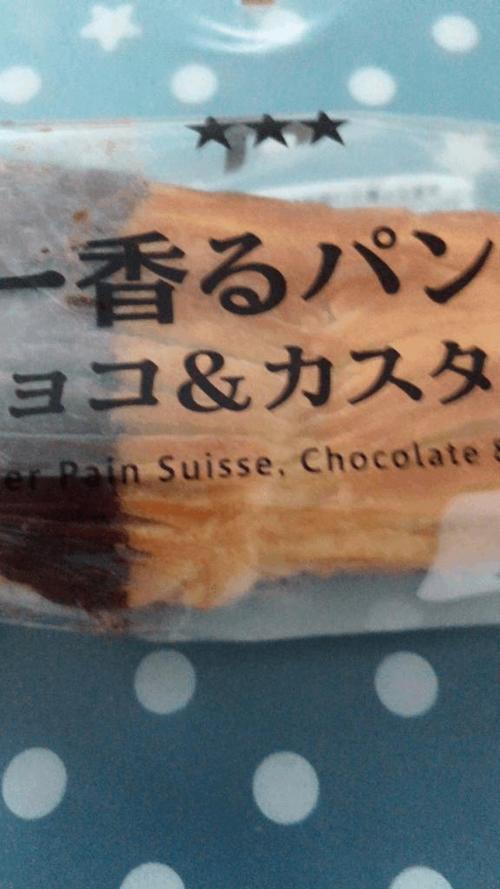 ★★★
ー香るパン
ョコ&カスタ
er Pain Suisse, Chocolate &